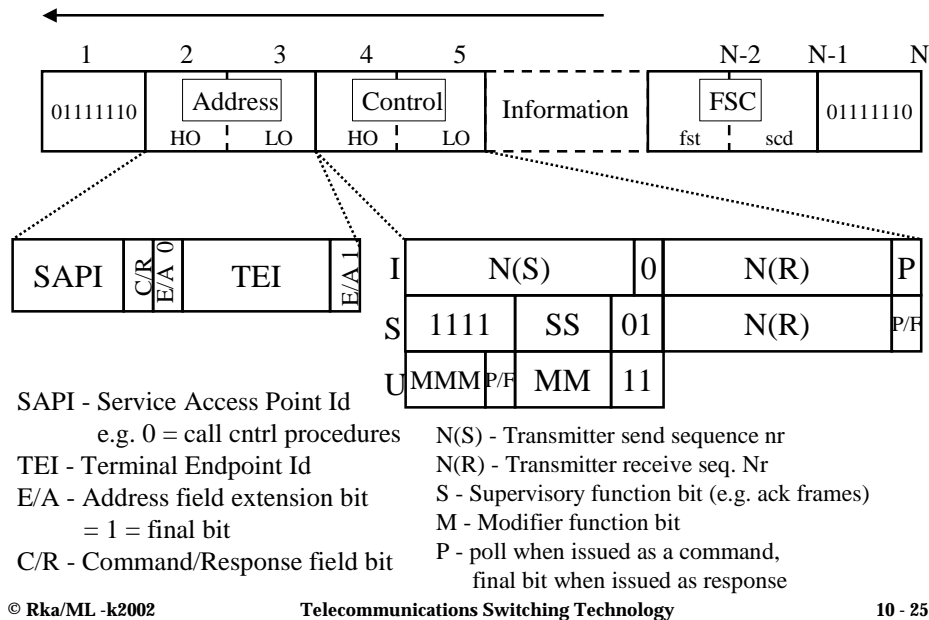 1 2 3 4 5 N-2 N-1 N
01111110 Address Control Information FSC 01111110
HO LO HO LO fst scd
SAPI C/R E/A 0 TEI E/A 1
I N(S) 0 N(R) P
S 1111 SS 01 N(R) P/F
U MMM P/F MM 11
SAPI - Service Access Point Id
e.g. 0 = call cntrl procedures
TEI - Terminal Endpoint Id
E/A - Address field extension bit
= 1 = final bit
C/R - Command/Response field bit
N(S) - Transmitter send sequence nr
N(R) - Transmitter receive seq. Nr
S - Supervisory function bit (e.g. ack frames)
M - Modifier function bit
P - poll when issued as a command,
final bit when issued as response
© Rka/ML -k2002 Telecommunications Switching Technology 10 - 25